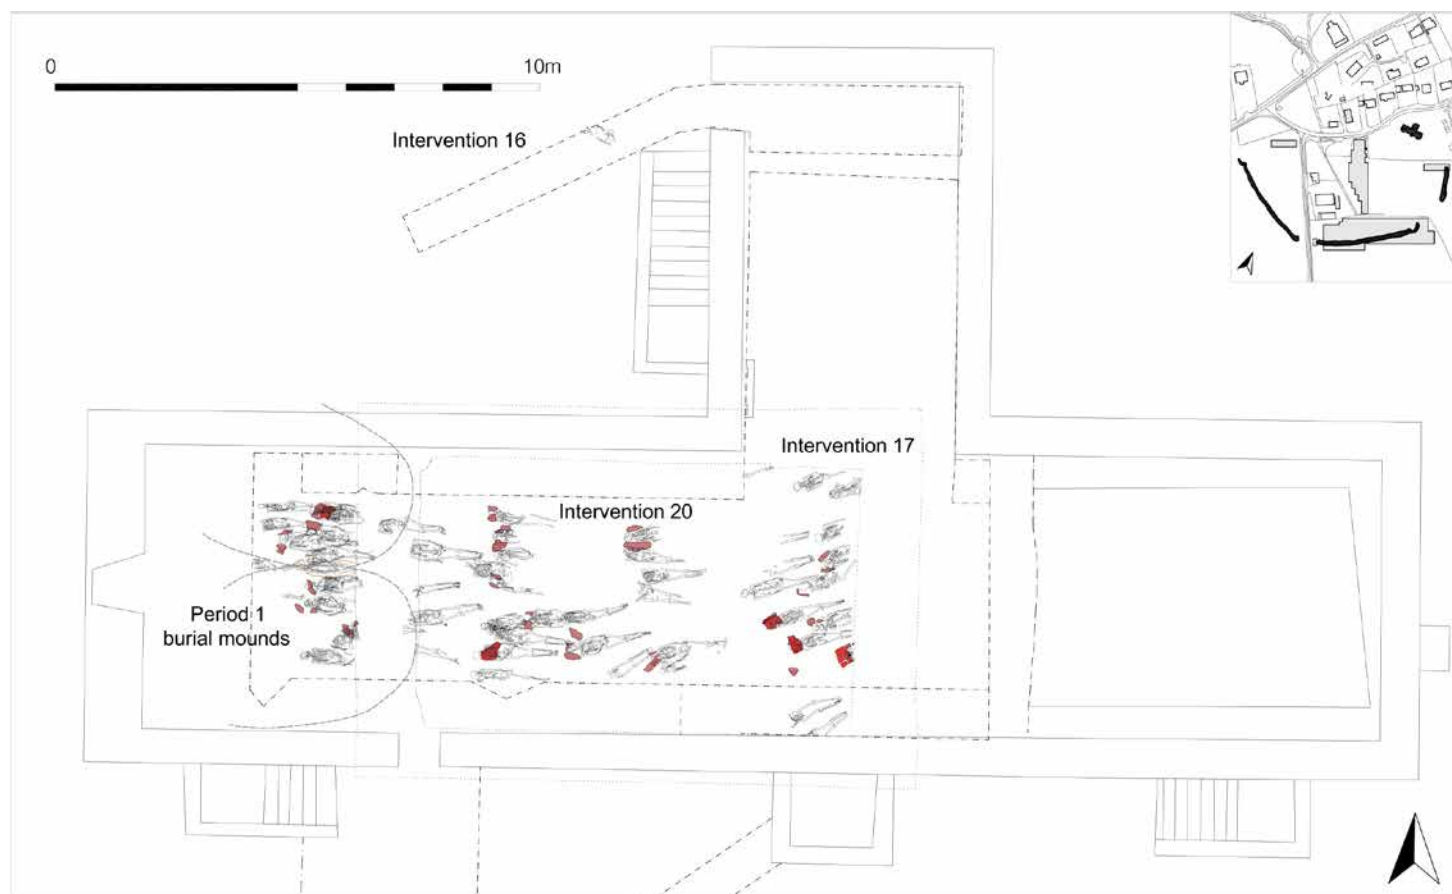 0 10m
Intervention 16
Intervention 17
Intervention 20
Period 1
burial mounds